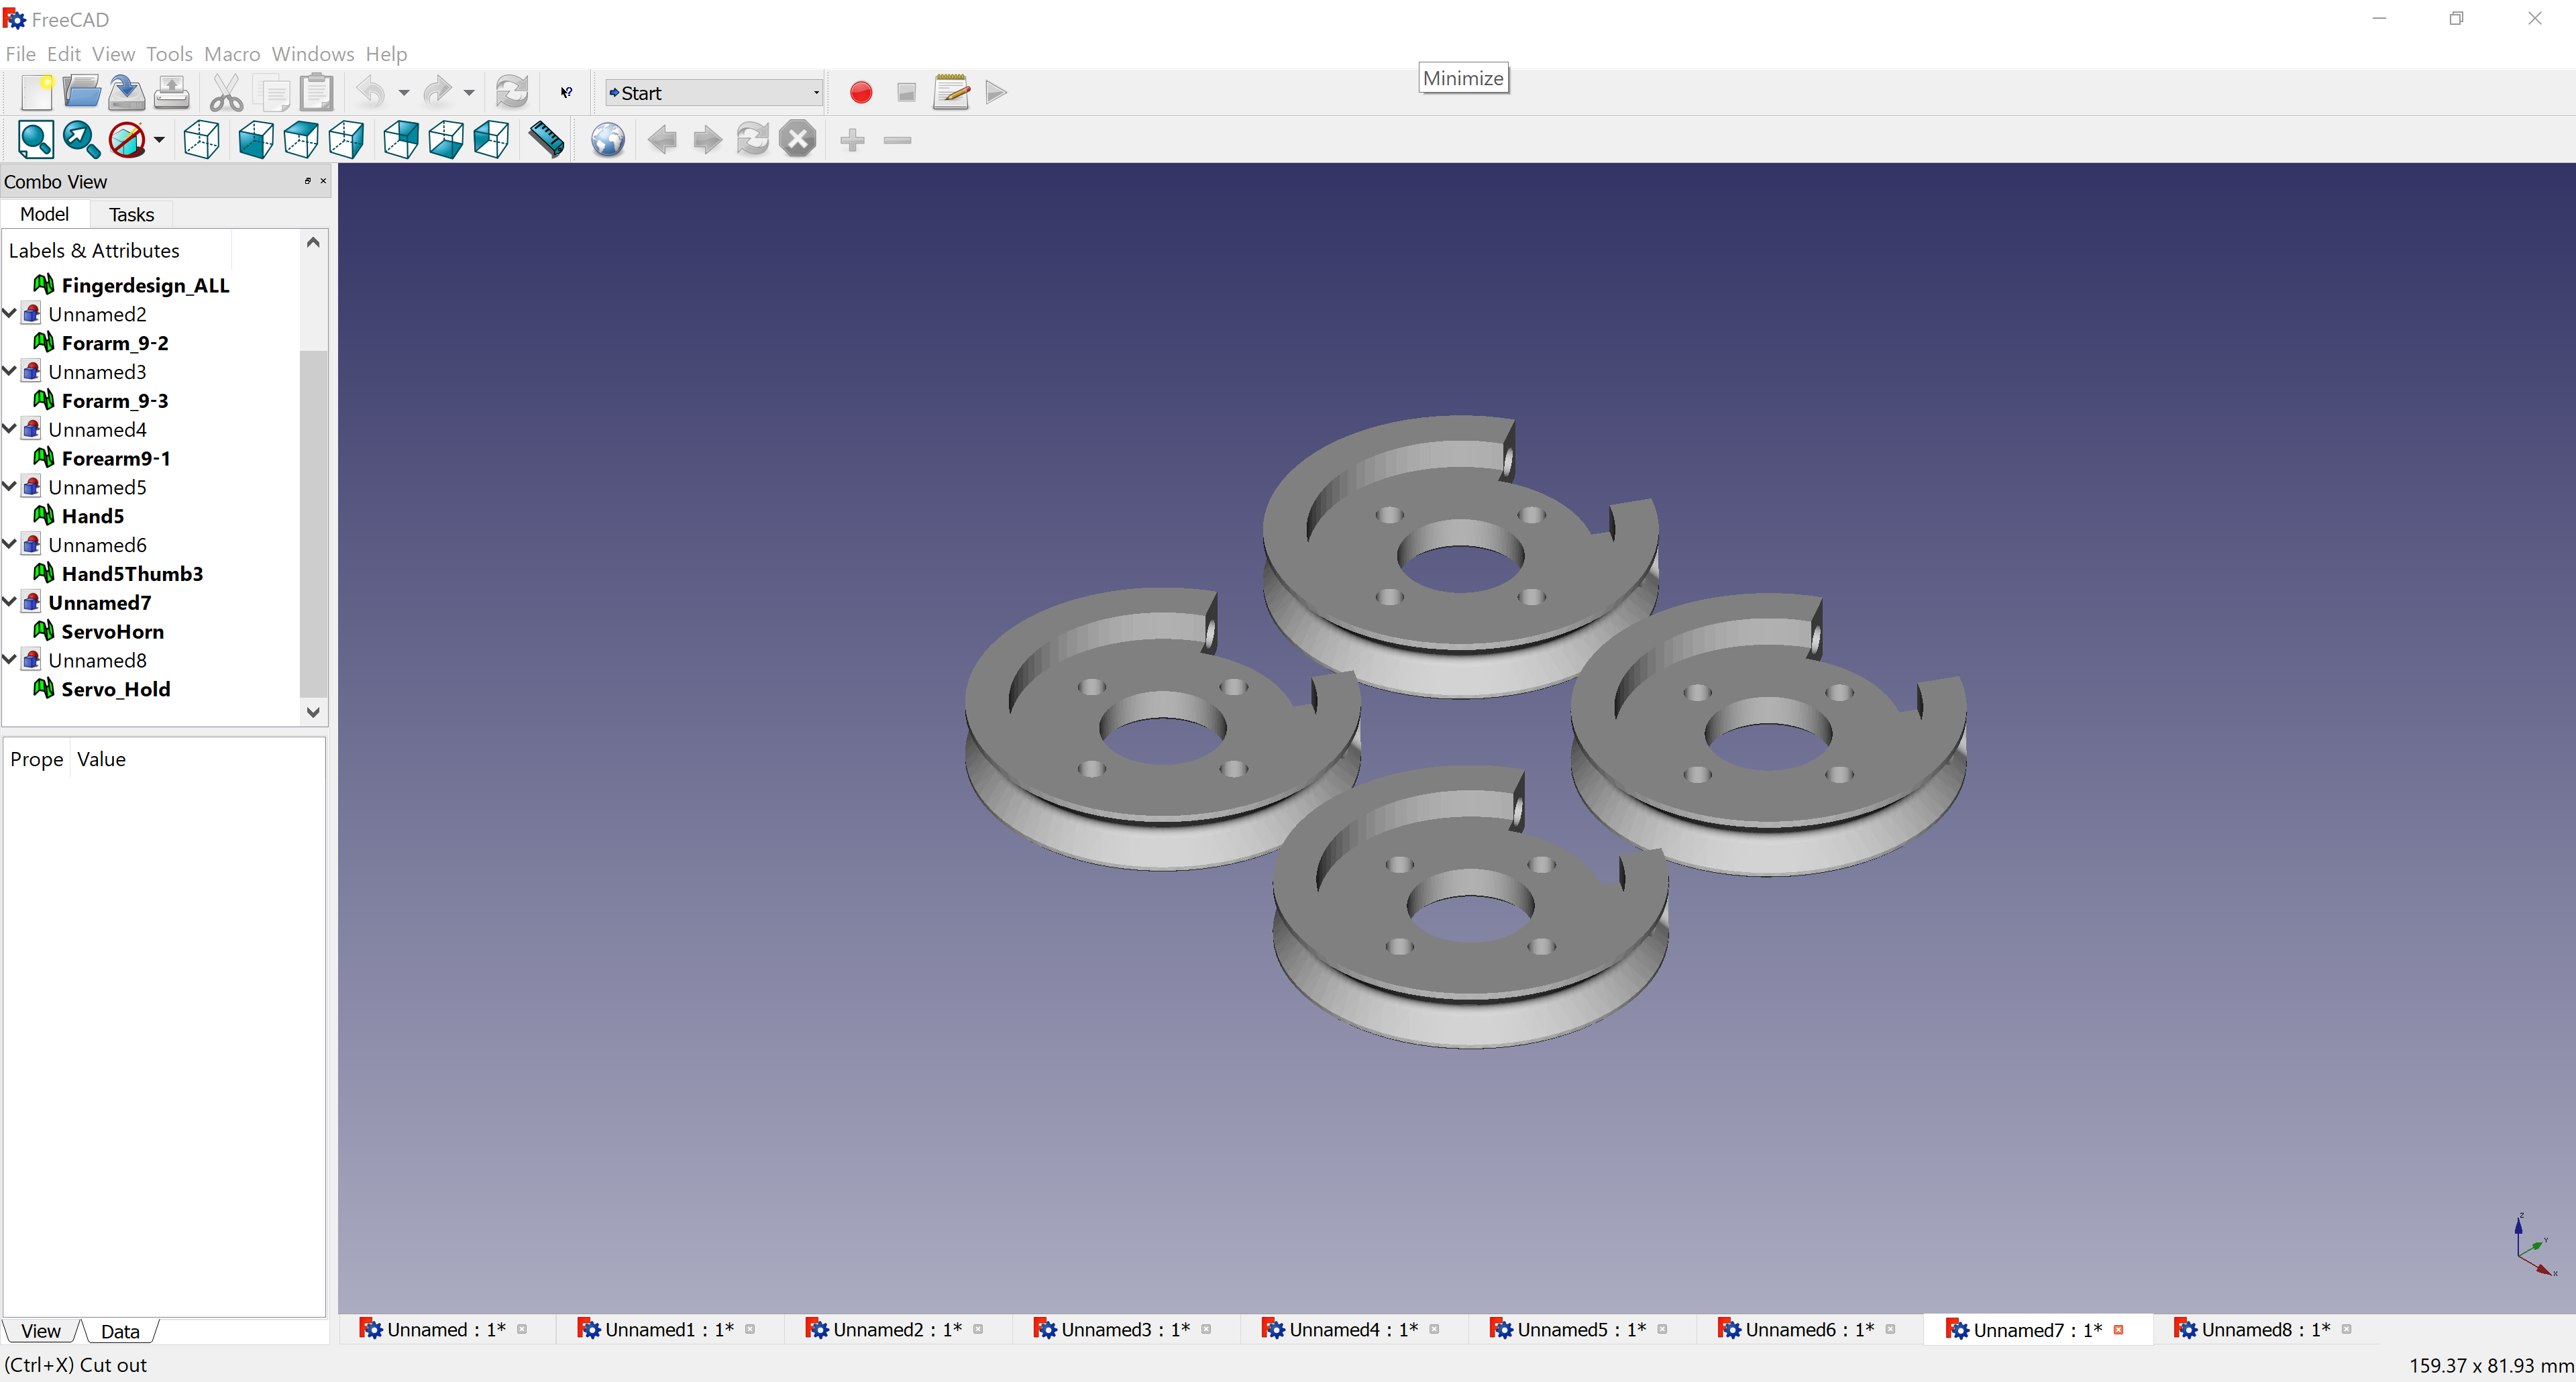 FreeCAD
File Edit View Tools Macro Windows Help
Minimize
Start
Combo View
Model Tasks
Labels & Attributes
Fingerdesign_ALL
Unnamed2
Forarm_9-2
Unnamed3
Forarm_9-3
Unnamed4
Forearm9-1
Unnamed5
Hand5
Unnamed6
Hand5Thumb3
Unnamed7
ServoHorn
Unnamed8
Servo_Hold
Prope Value
Z
Y
X
View Data
Unnamed : 1* Unnamed1 : 1* Unnamed2 : 1* Unnamed3 : 1* Unnamed4 : 1* Unnamed5 : 1* Unnamed6 : 1* Unnamed7 : 1* Unnamed8 : 1*
(Ctrl+X) Cut out
159.37 x 81.93 mm